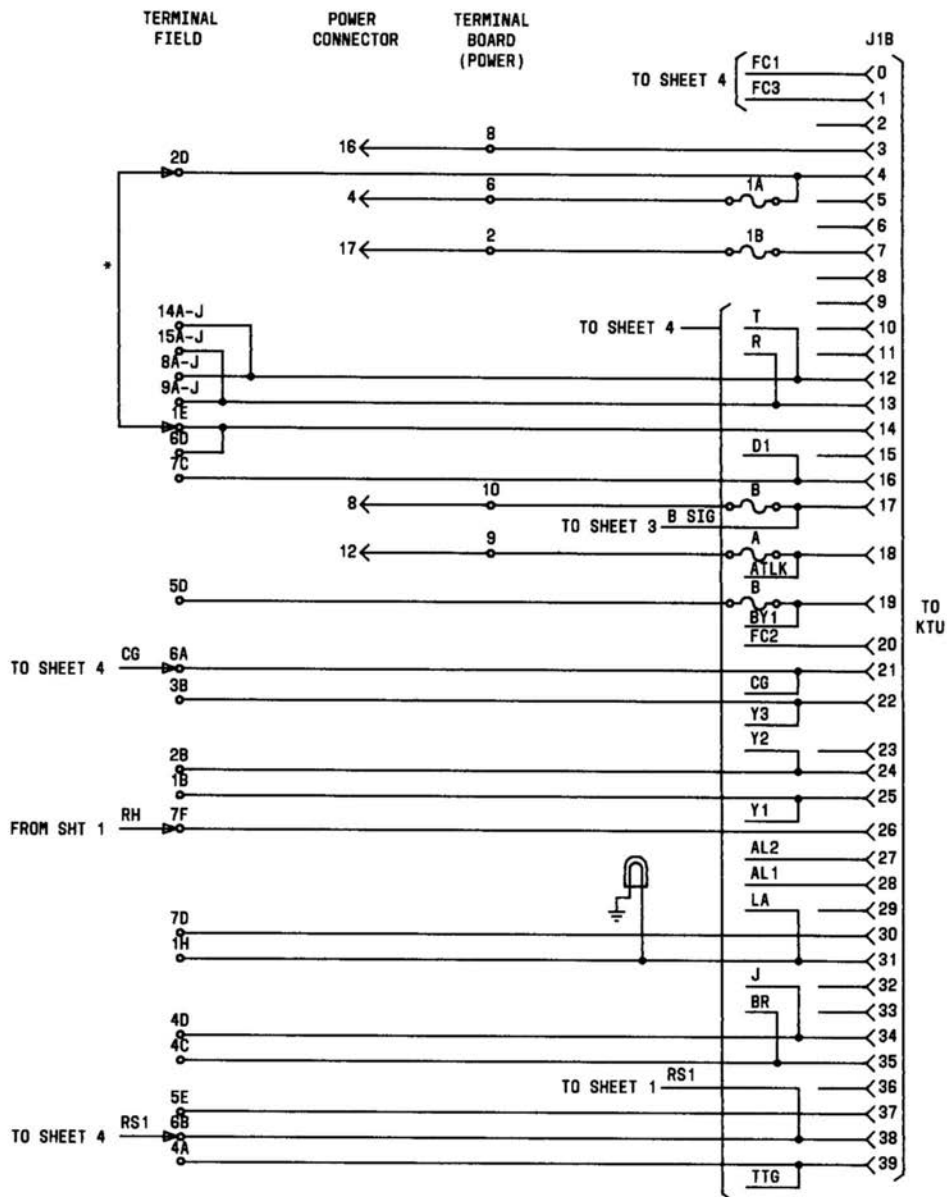 TERMINAL FIELD
POWER CONNECTOR
TERMINAL BOARD (POWER)
J1B
TO SHEET 4
FC1
0
FC3
1
2
16
8
3
2D
4
4
6
1A
5
6
17
2
1B
7
8
*
9
14A-J
TO SHEET 4
T
10
15A-J
R
11
8A-J
12
9A-J
13
1E
14
6D
D1
15
7C
16
8
10
B
17
TO SHEET 3
B SIG
12
9
A
18
ATLK
5D
B
19
BY1
TO KTU
FC2
20
TO SHEET 4
CG
6A
21
CG
3B
22
Y3
Y2
23
2B
24
1B
25
Y1
FROM SHT 1
RH
7F
26
AL2
27
AL1
28
LA
29
7D
30
1H
31
J
32
BR
33
4D
34
4C
35
TO SHEET 1
RS1
36
5E
37
TO SHEET 4
RS1
6B
38
4A
39
TTG